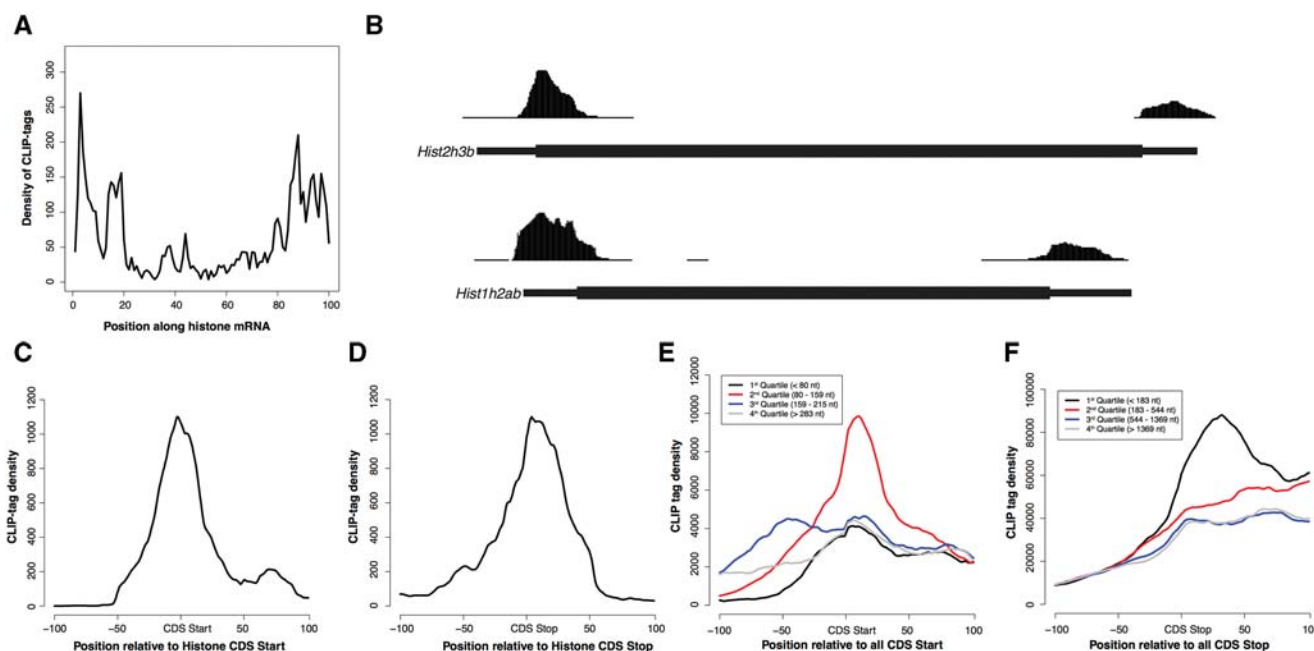 A
Density of CLIP-tags
300
250
200
150
100
50
0
0
20
40
60
80
100
Position along histone mRNA
B
Hist2h3b
Hist1h2ab
C
CLIP-tag density
1200
1000
800
600
400
200
0
−100
−50
CDS Start
50
100
Position relative to Histone CDS Start
D
CLIP-tag density
1200
1000
800
600
400
200
0
−100
−50
CDS Stop
50
100
Position relative to Histone CDS Stop
E
CLIP tag density
12000
10000
8000
6000
4000
2000
0
1st Quartile (< 80 nt)
2nd Quartile (80 - 159 nt)
3rd Quartile (159 - 215 nt)
4th Quartile (> 283 nt)
−100
−50
CDS Start
50
100
Position relative to all CDS Start
F
CLIP tag density
100000
80000
60000
40000
20000
0
1st Quartile (< 183 nt)
2nd Quartile (183 - 544 nt)
3rd Quartile (544 - 1369 nt)
4th Quartile (> 1369 nt)
−100
−50
CDS Stop
50
10
Position relative to all CDS Stop